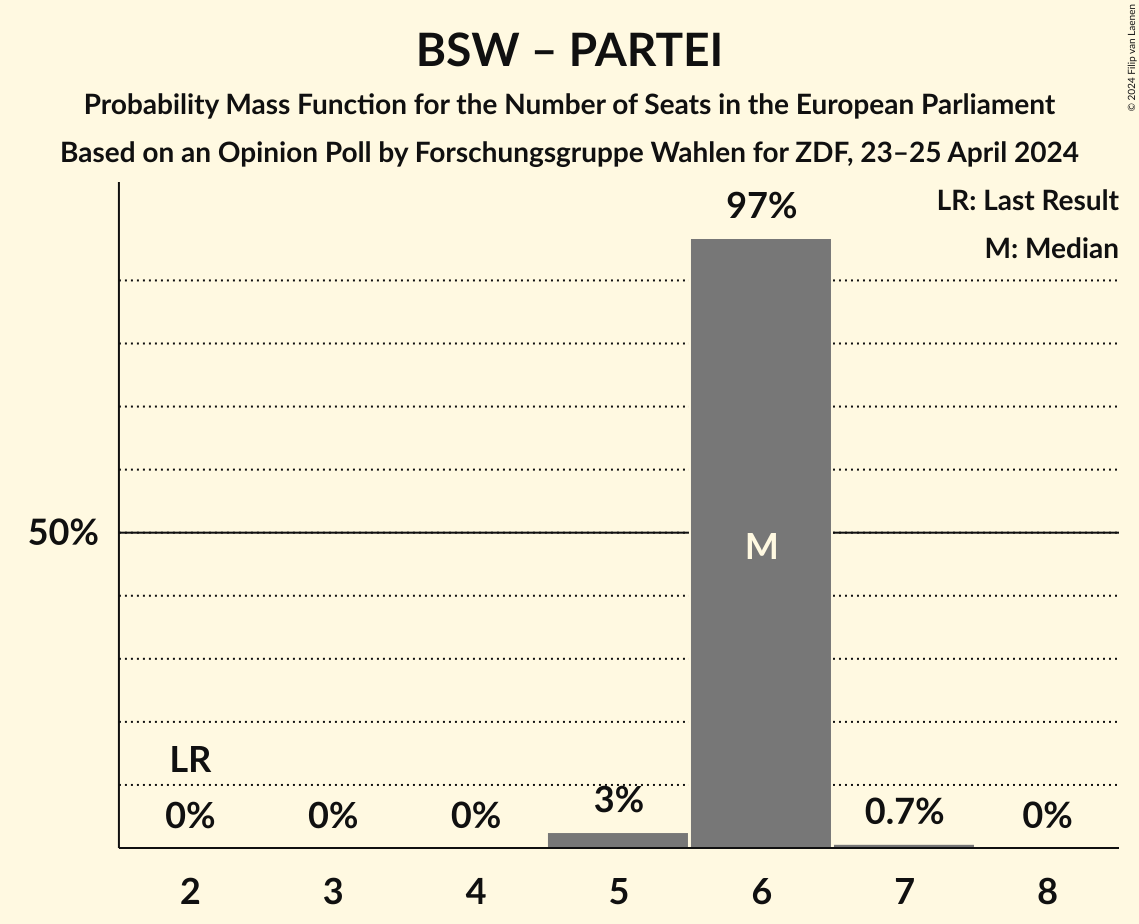 BSW – PARTEI
Probability Mass Function for the Number of Seats in the European Parliament
Based on an Opinion Poll by Forschungsgruppe Wahlen for ZDF, 23–25 April 2024
© 2024 Filip van Laenen
LR: Last Result
M: Median
97%
50%
M
LR
0%
0%
0%
3%
0.7%
0%
2
3
4
5
6
7
8